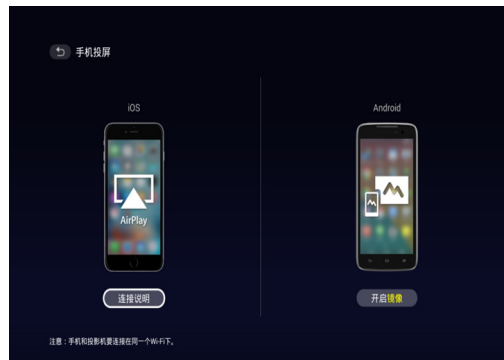 手机投屏
iOS
Android
AirPlay
连接说明
开启镜像
注意：手机和投影机要连接在同一个Wi-Fi下。